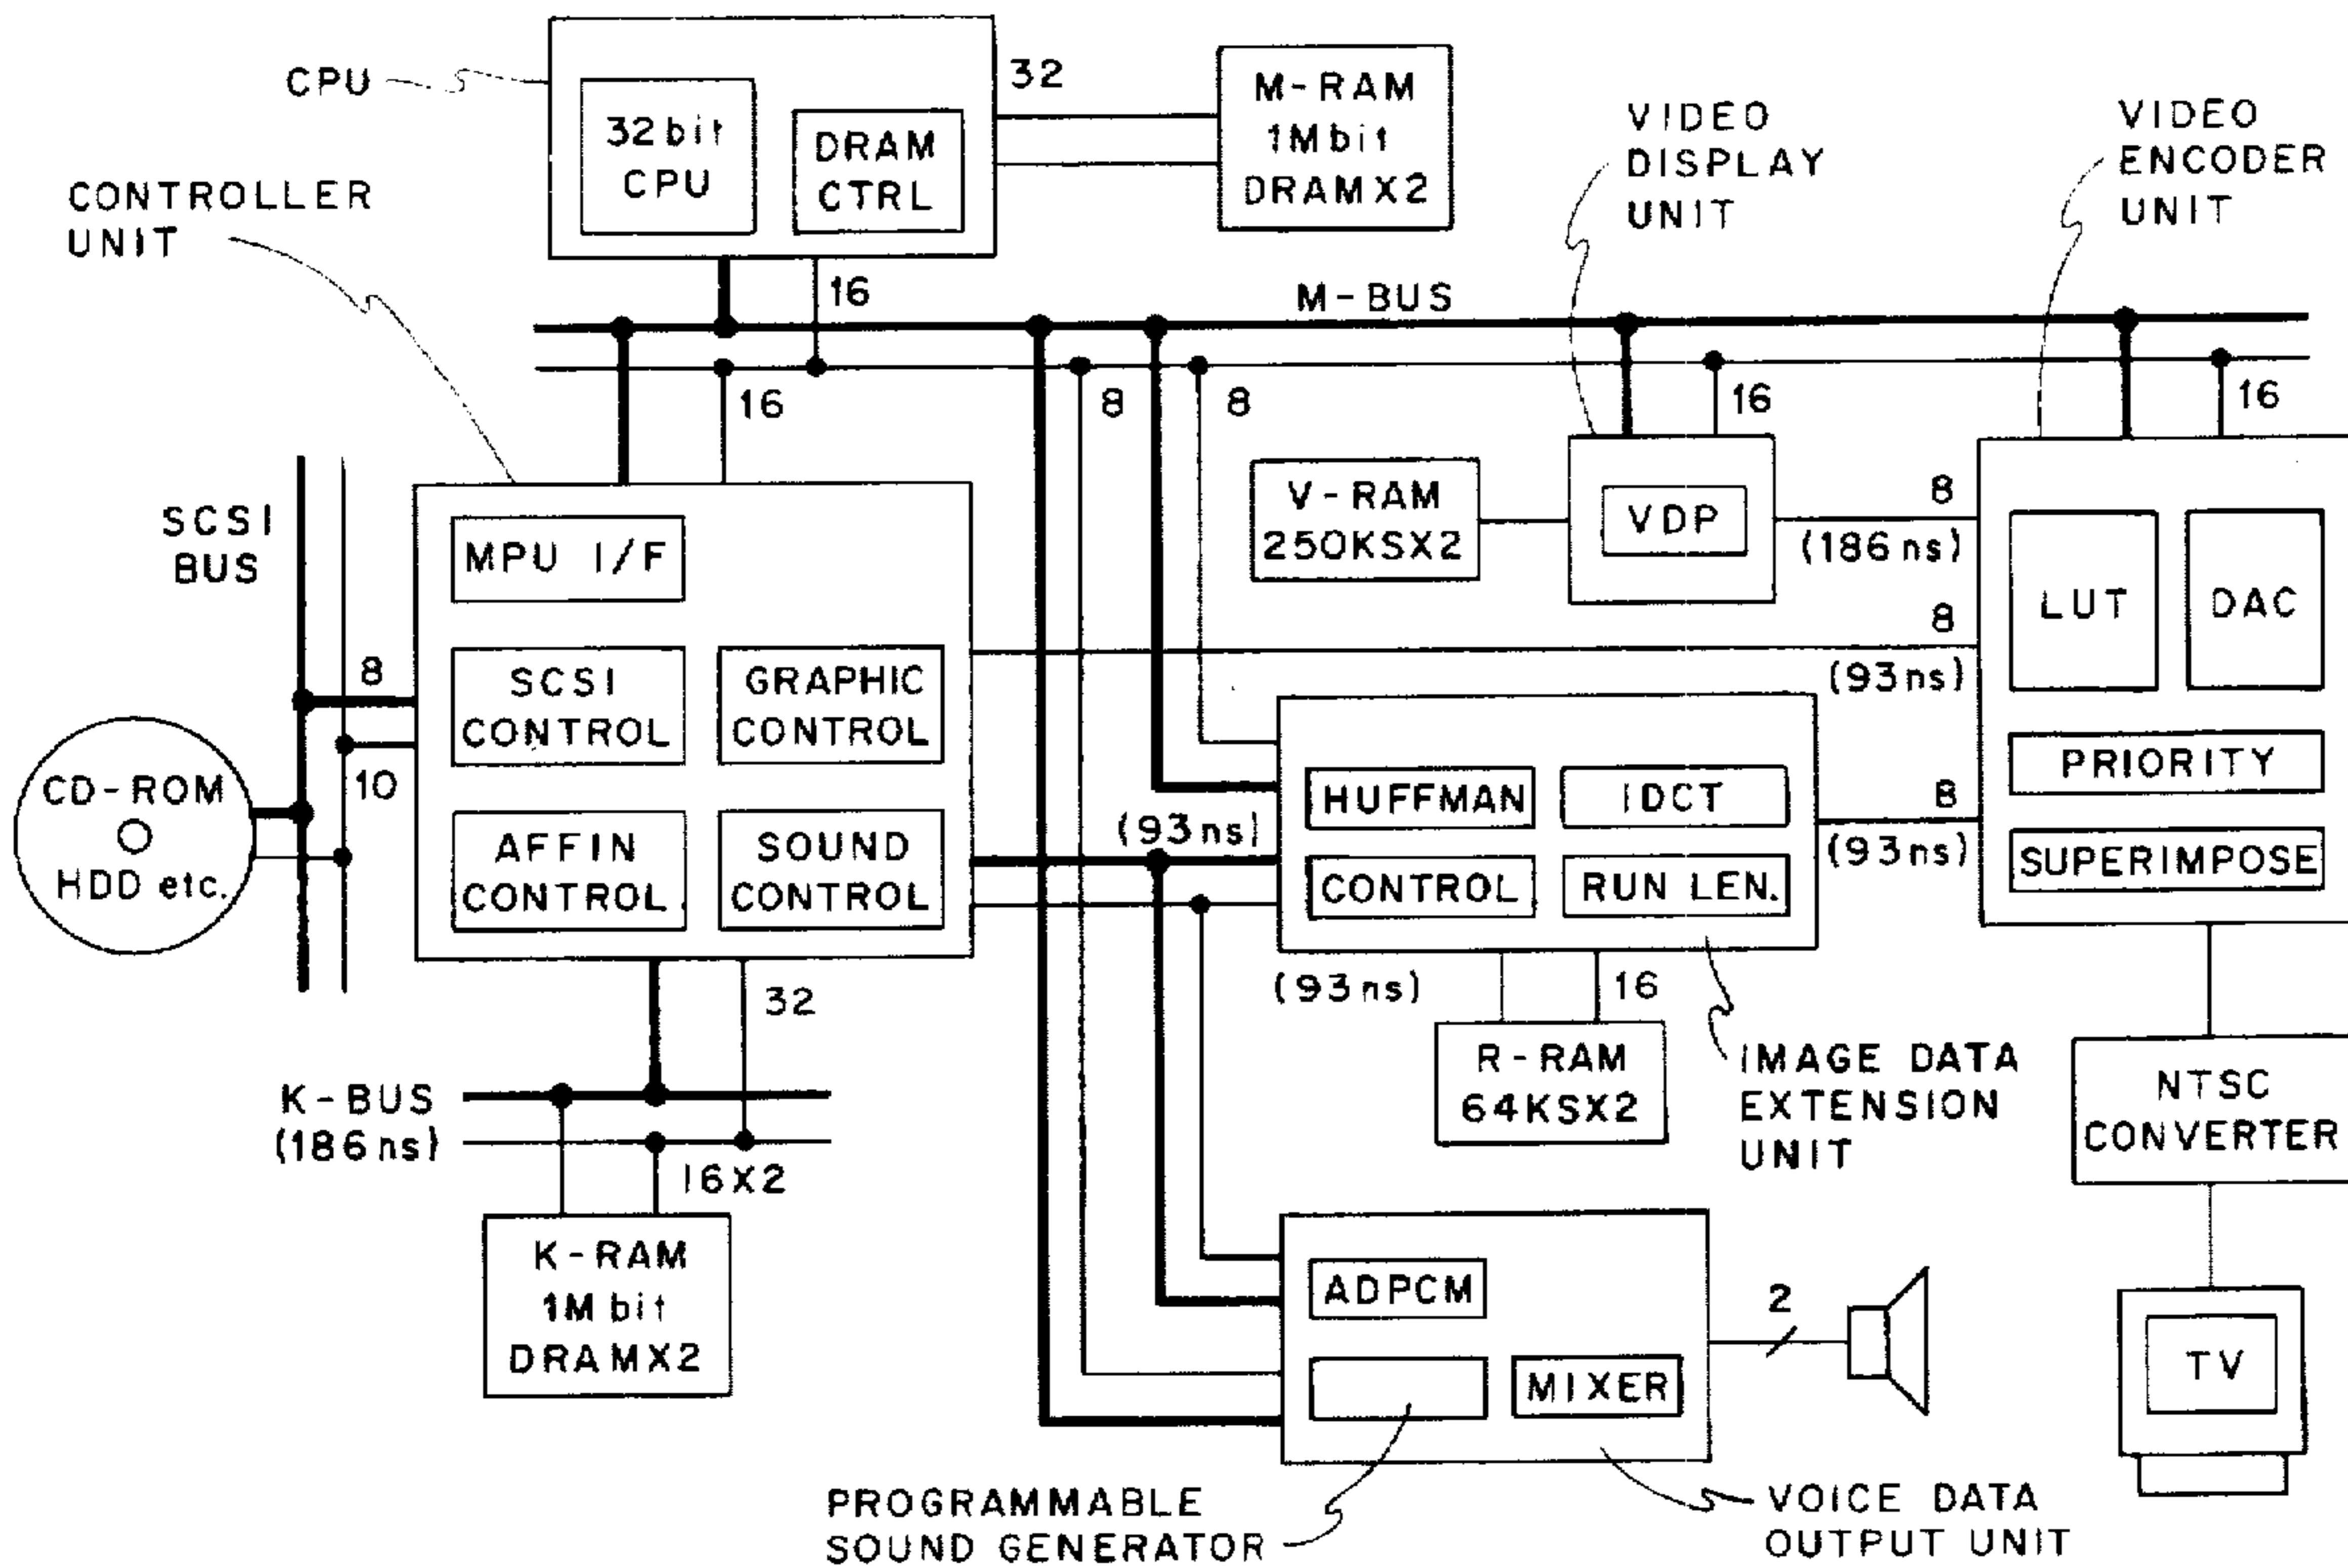 CPU
32bit
CPU
DRAM
CTRL
32
M-RAM
1Mbit
DRAMX2
VIDEO
DISPLAY
UNIT
VIDEO
ENCODER
UNIT
CONTROLLER
UNIT
16
M-BUS
16
8
8
16
16
SCSI
BUS
MPU I/F
SCSI
CONTROL
GRAPHIC
CONTROL
AFFIN
CONTROL
SOUND
CONTROL
8
10
CD-ROM
HDD etc.
V-RAM
250KSX2
VDP
8
(186ns)
8
(93ns)
LUT
DAC
PRIORITY
SUPERIMPOSE
HUFFMAN
IDCT
CONTROL
RUN LEN.
(93ns)
8
(93ns)
(93ns)
16
R-RAM
64KSX2
IMAGE DATA
EXTENSION
UNIT
32
K-BUS
(186ns)
16X2
K-RAM
1Mbit
DRAMX2
NTSC
CONVERTER
TV
ADPCM
MIXER
2
PROGRAMMABLE
SOUND GENERATOR
VOICE DATA
OUTPUT UNIT